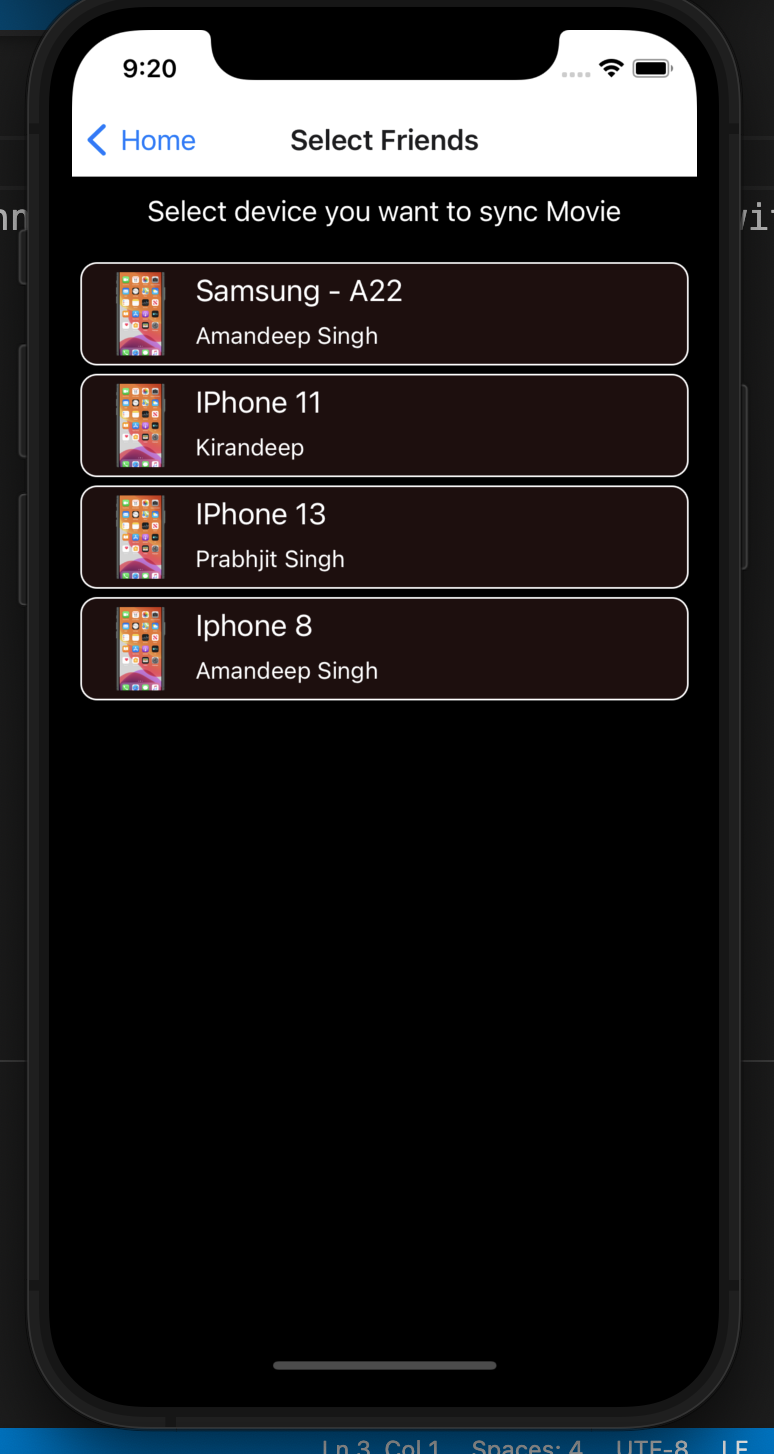 9:20
Home
Select Friends
Select device you want to sync Movie
Samsung - A22
Amandeep Singh
IPhone 11
Kirandeep
IPhone 13
Prabhjit Singh
Iphone 8
Amandeep Singh
Ln 3, Col 1 Spaces: 4 UTF-8 LF